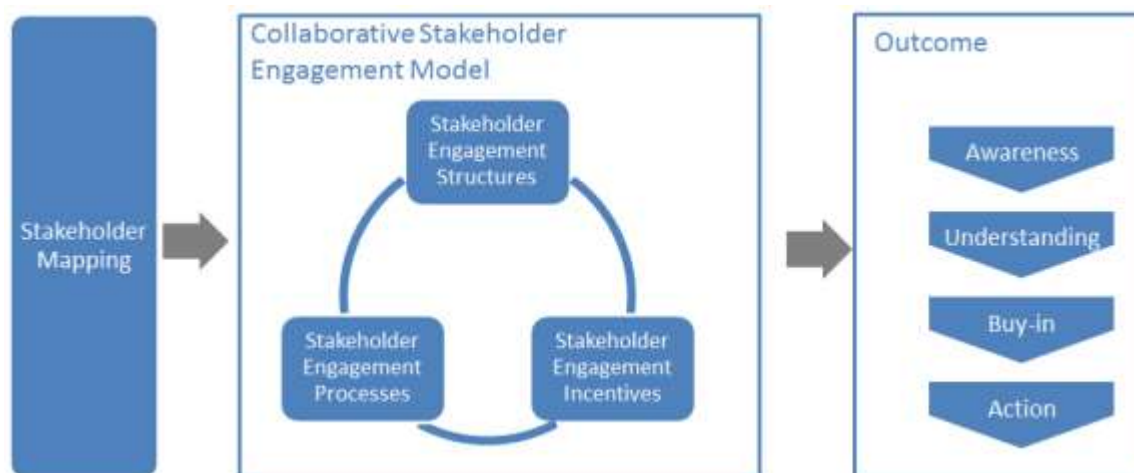 Stakeholder
Mapping
Collaborative Stakeholder
Engagement Model
Stakeholder
Engagement
Structures
Stakeholder
Engagement
Processes
Stakeholder
Engagement
Incentives
Outcome
Awareness
Understanding
Buy-in
Action